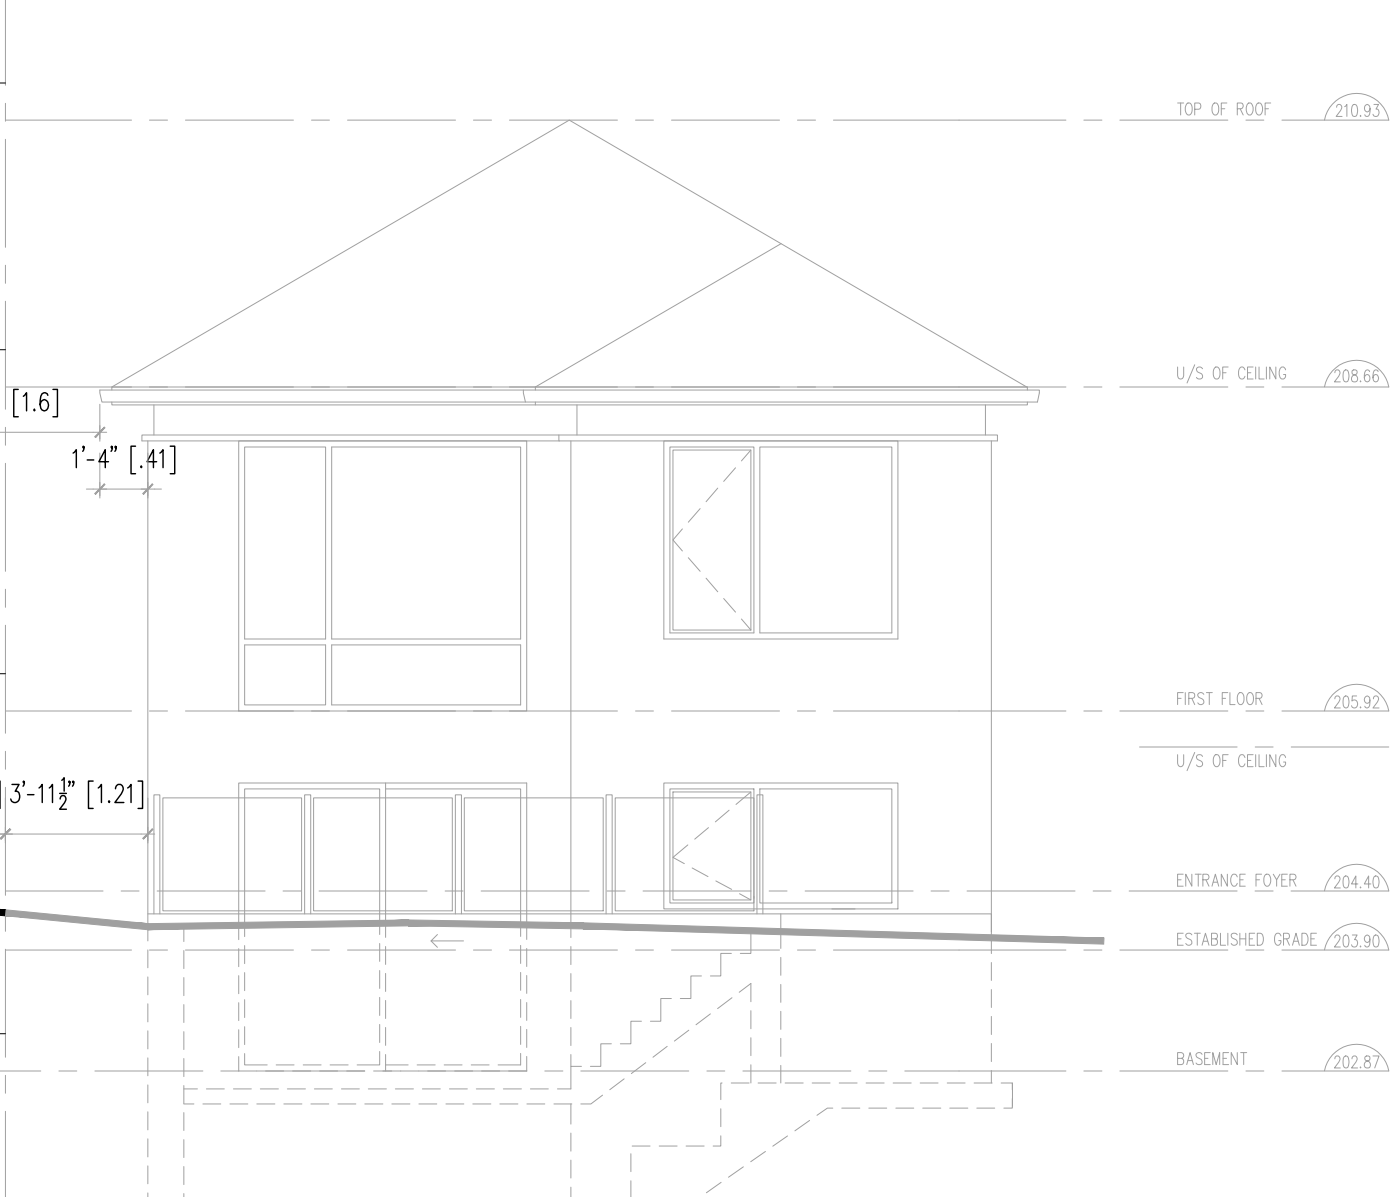 TOP OF ROOF 210.93
U/S OF CEILING 208.66
[1.6]
1'-4" [.41]
FIRST FLOOR 205.92
U/S OF CEILING
3'-11½" [1.21]
ENTRANCE FOYER 204.40
ESTABLISHED GRADE 203.90
BASEMENT 202.87